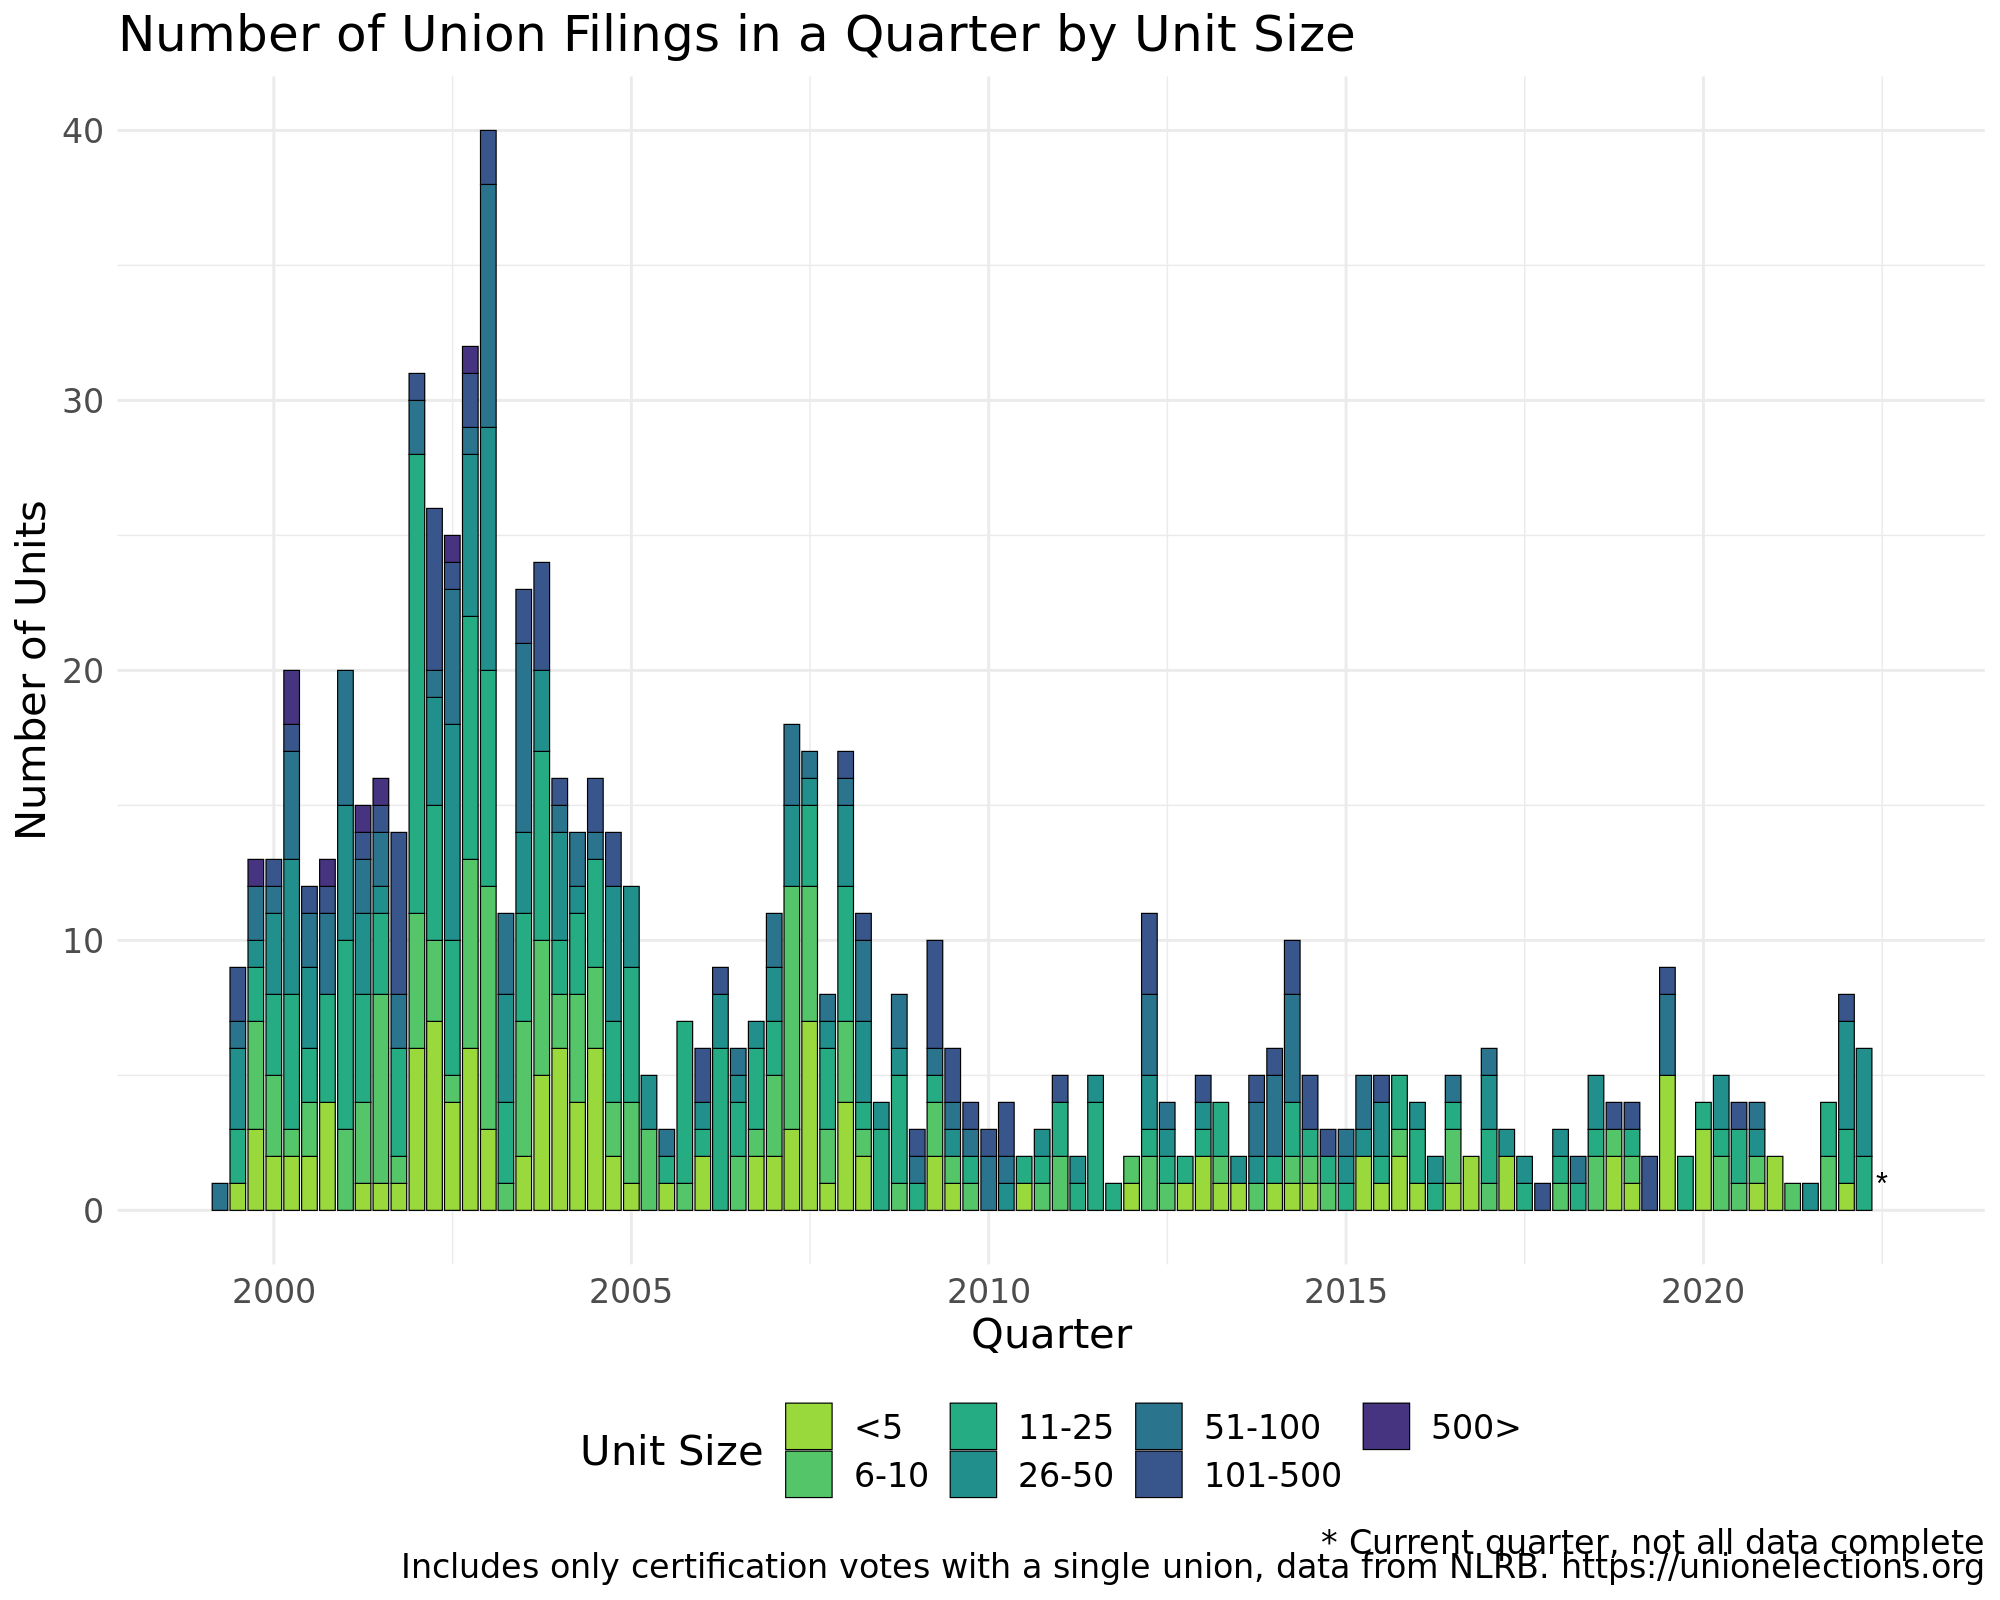 Number of Union Filings in a Quarter by Unit Size
Number of Units
40
30
20
10
0
*
2000 2005 2010 2015 2020
Quarter
Unit Size
<5 11-25 51-100 500>
6-10 26-50 101-500
* Current quarter, not all data complete
Includes only certification votes with a single union, data from NLRB. https://unionelections.org